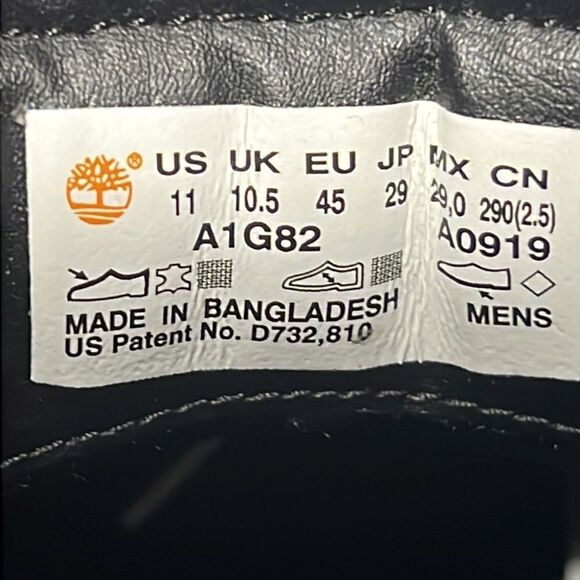 ® US UK EU JP MX CN
11 10.5 45 29 29,0 290(2.5)
A1G82 A0919
MADE IN BANGLADESH MENS
US Patent No. D732,810